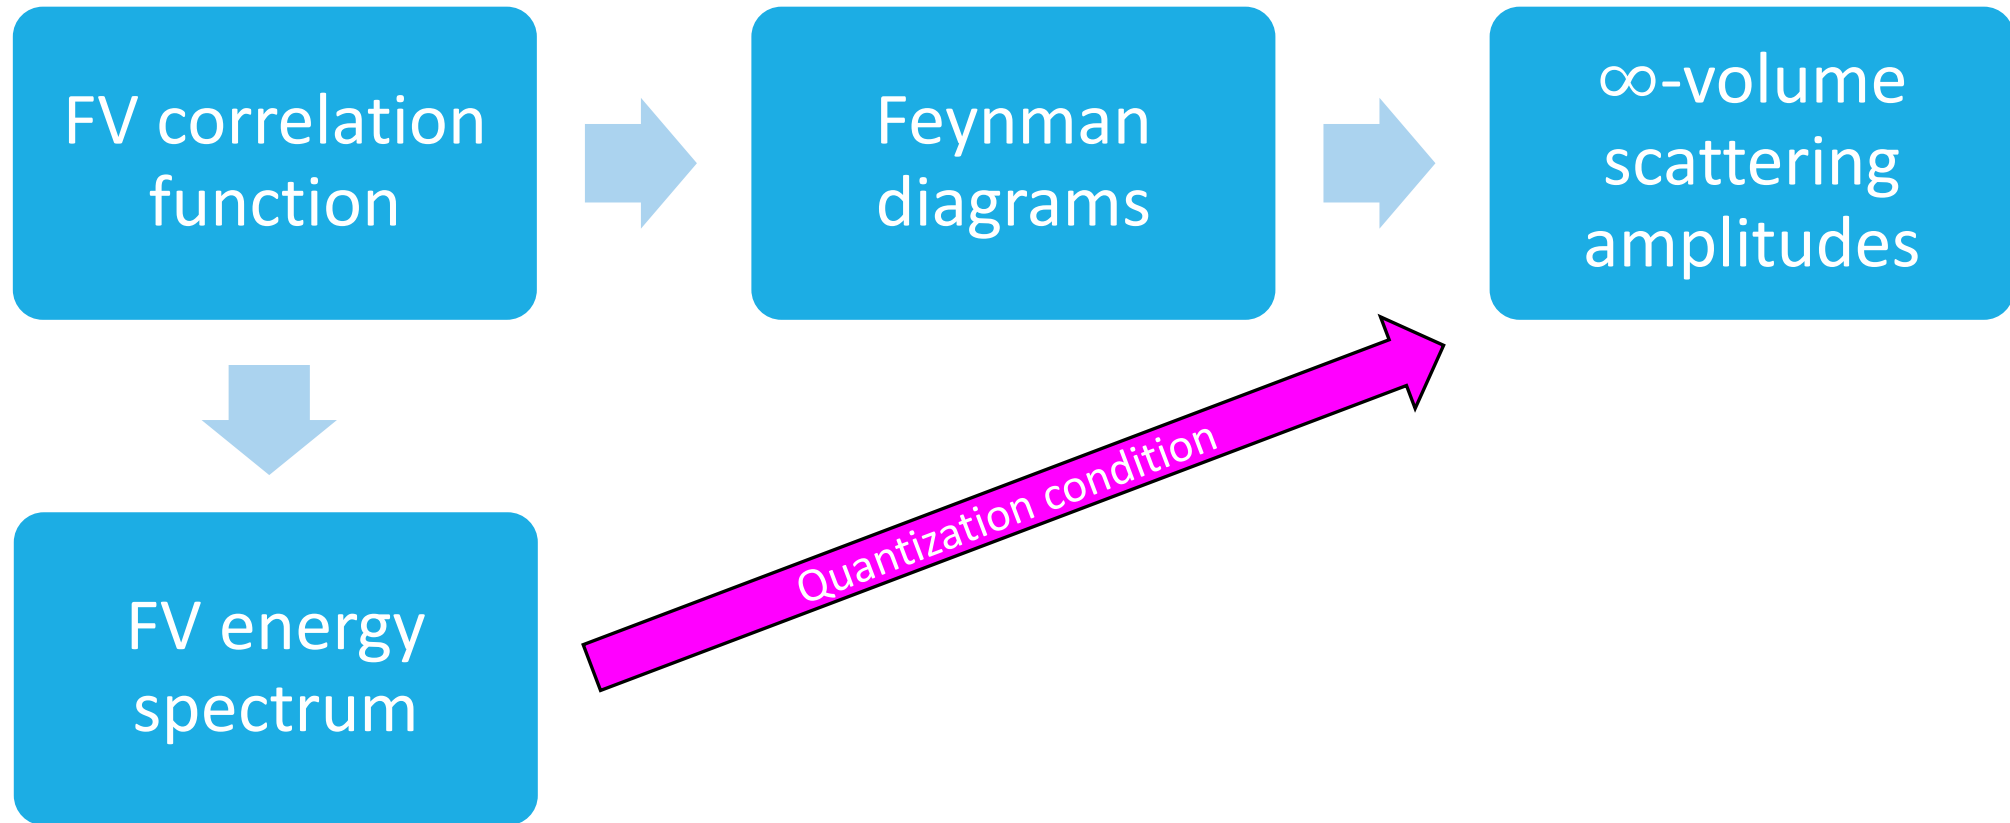 FV correlation
function
Feynman
diagrams
∞-volume
scattering
amplitudes
Quantization condition
FV energy
spectrum